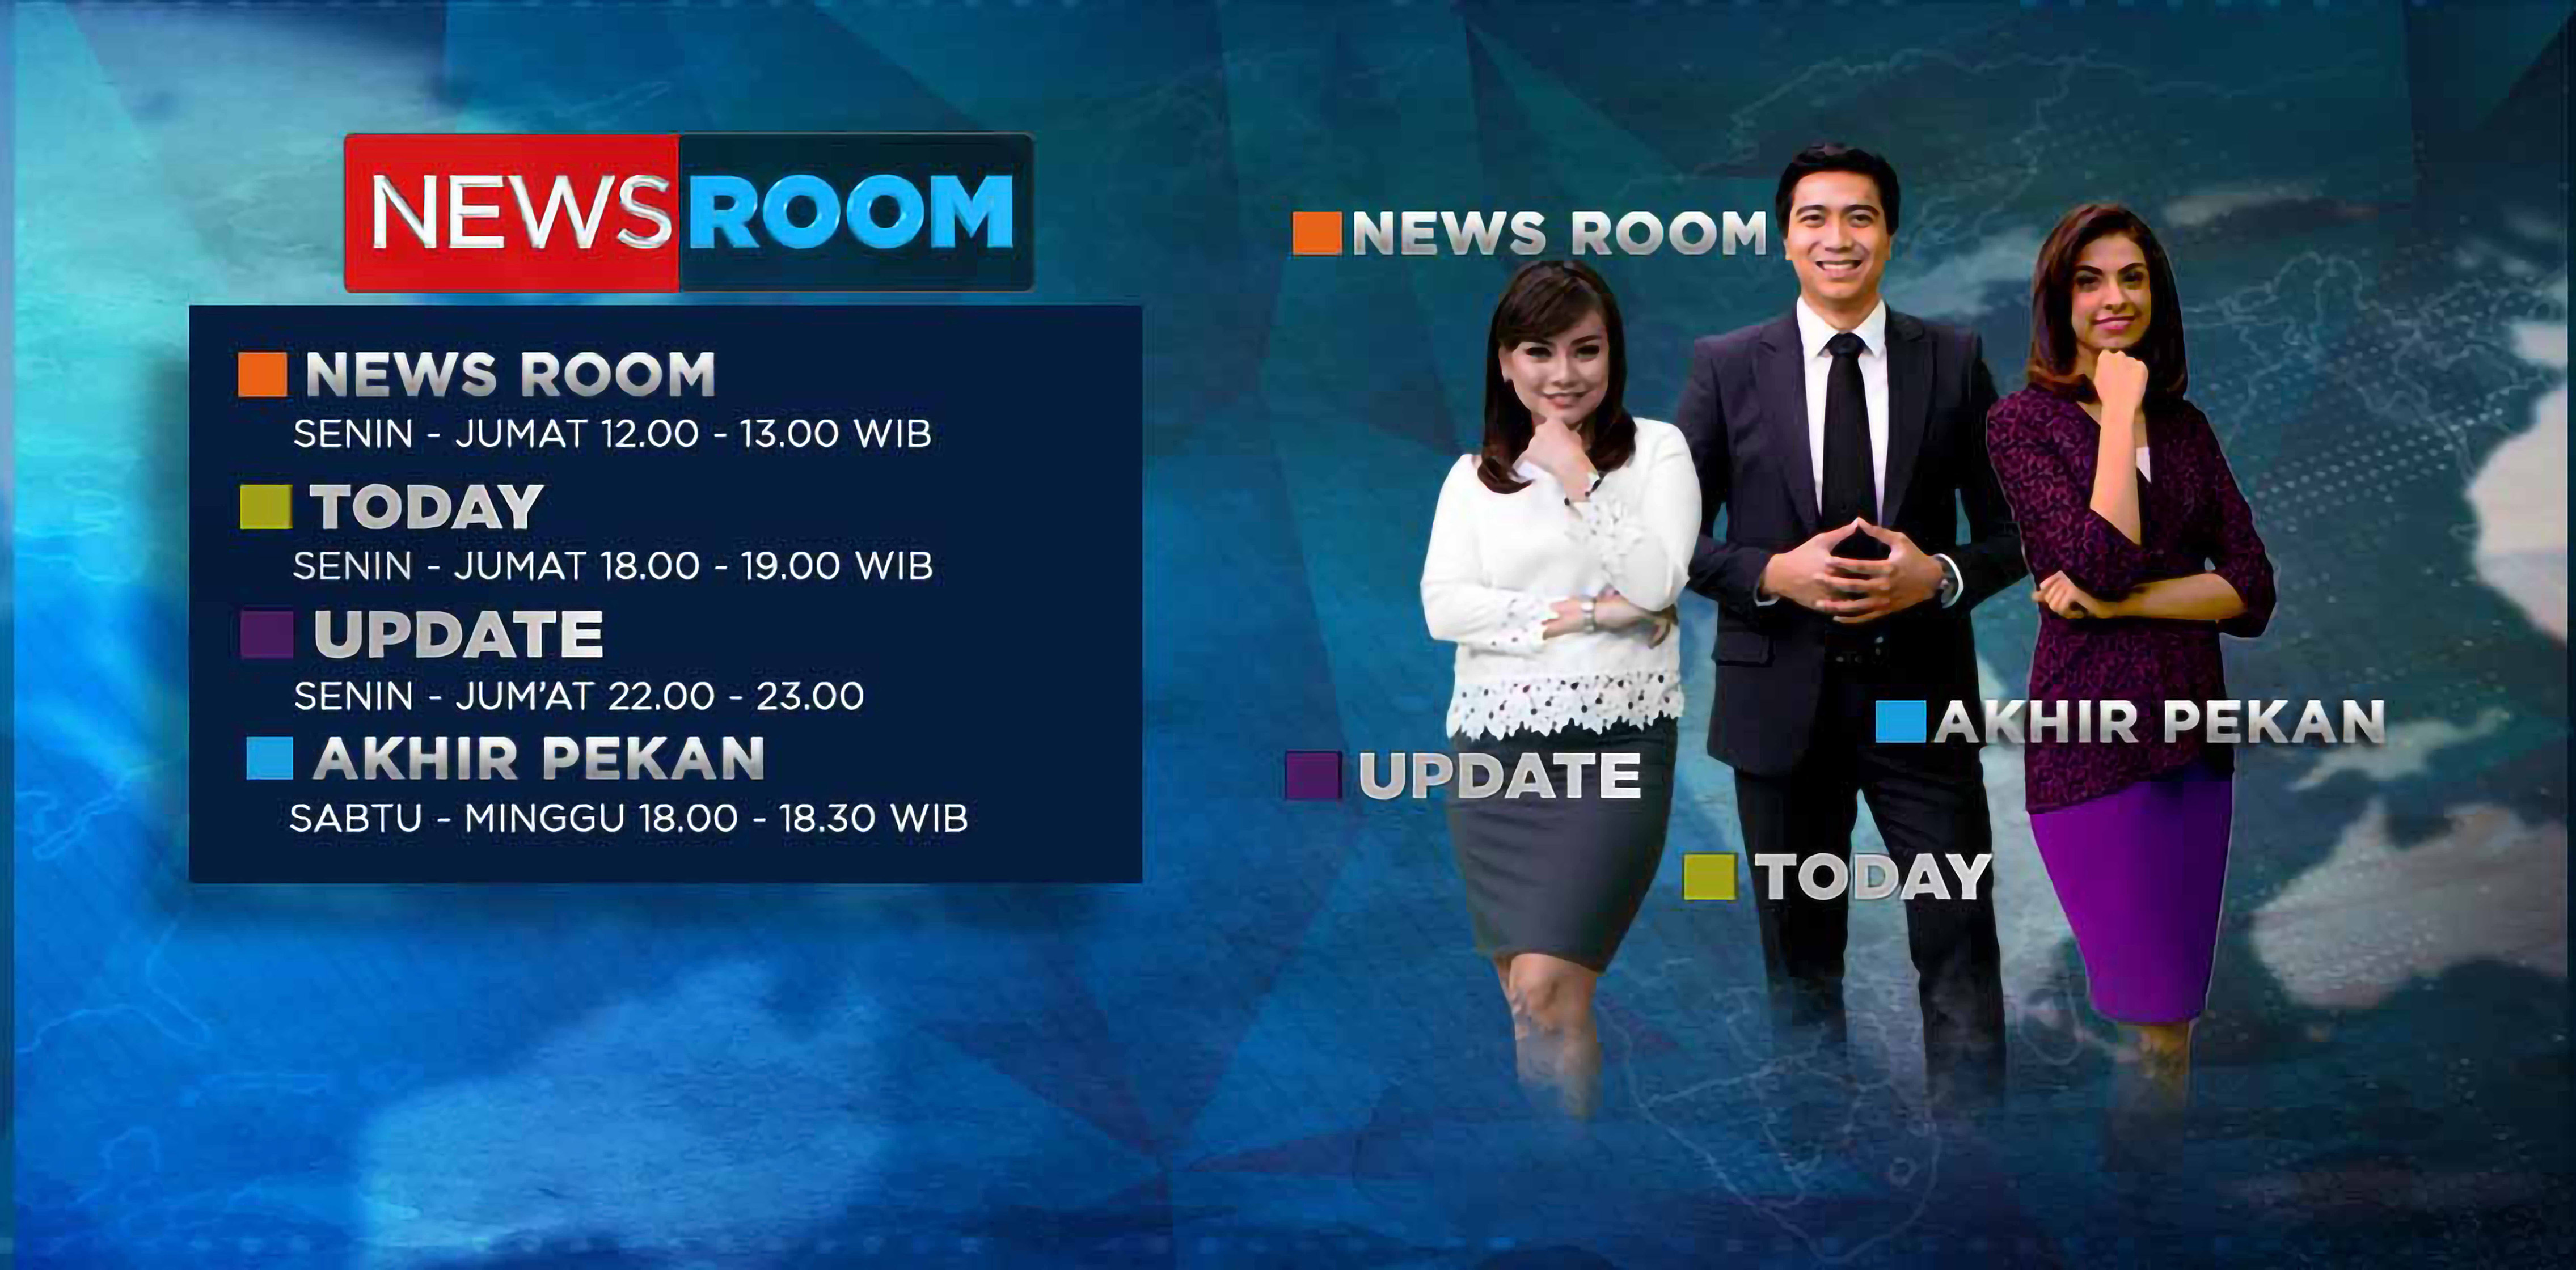 NEWSROOM
NEWS ROOM
SENIN - JUMAT 12.00 - 13.00 WIB
TODAY
SENIN - JUMAT 18.00 - 19.00 WIB
UPDATE
SENIN - JUM'AT 22.00 - 23.00
AKHIR PEKAN
SABTU - MINGGU 18.00 - 18.30 WIB
NEWS ROOM
AKHIR PEKAN
UPDATE
TODAY